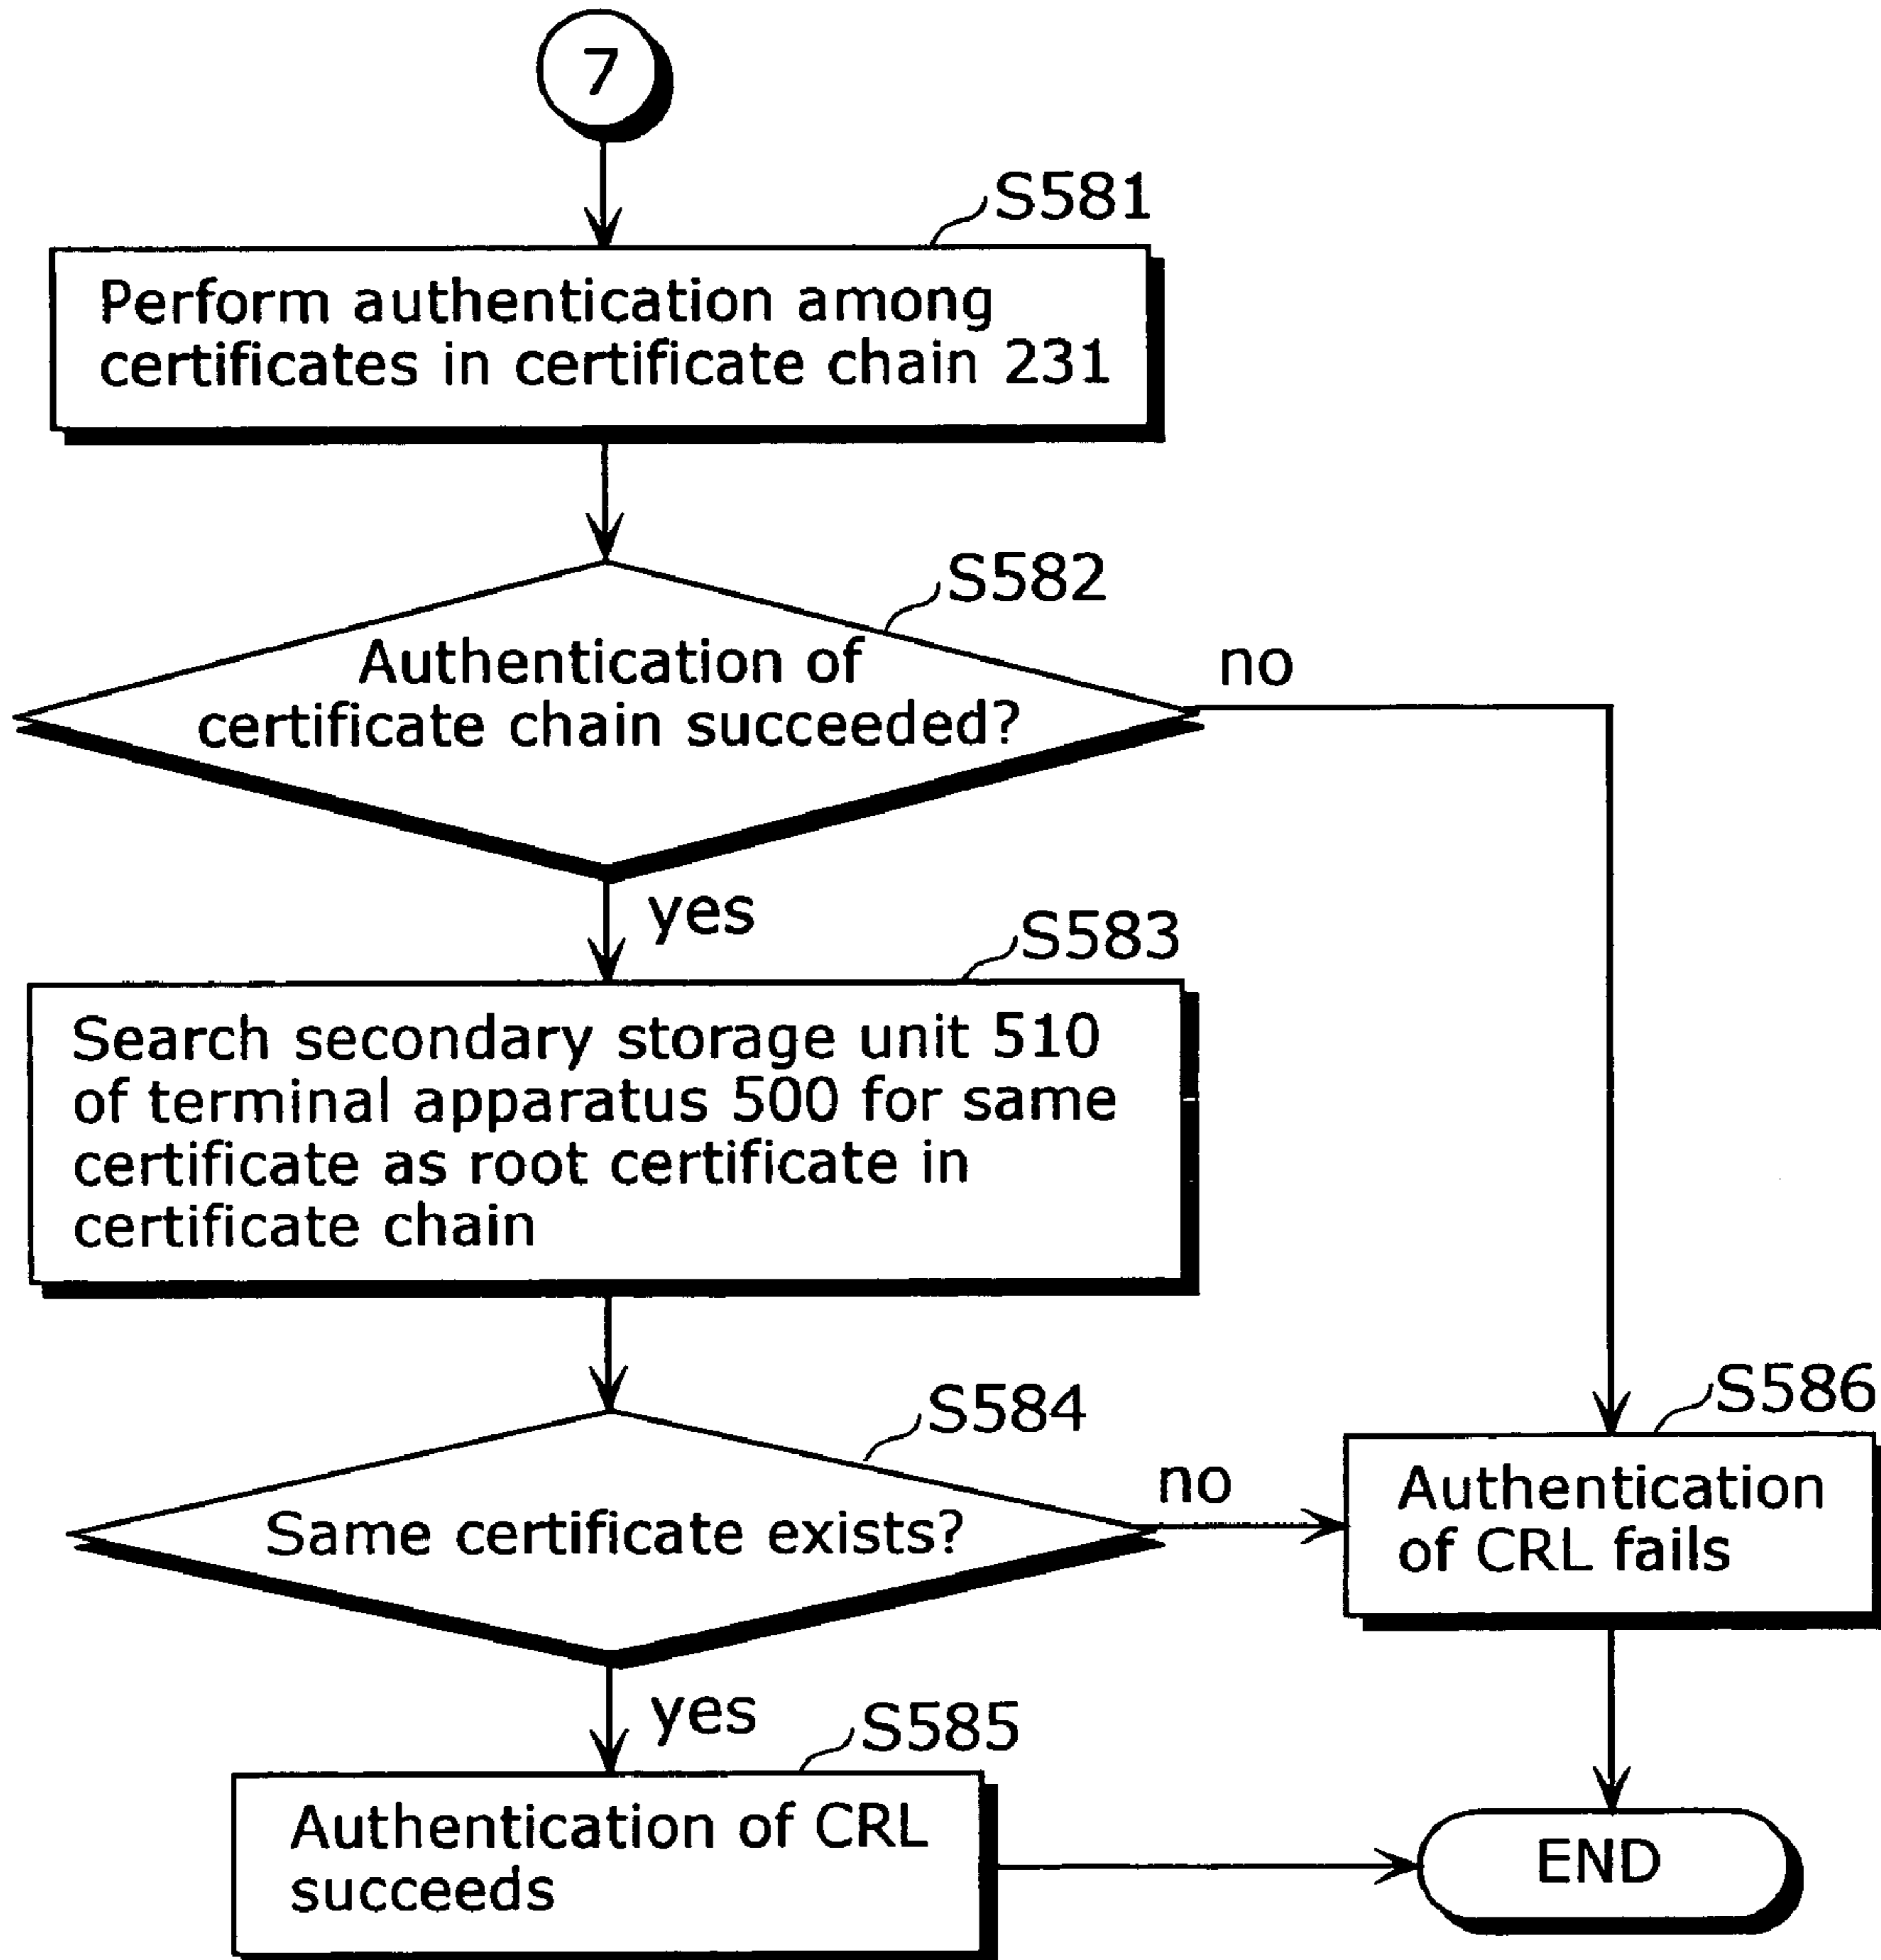 7
S581
Perform authentication among
certificates in certificate chain 231
S582
Authentication of
certificate chain succeeded?
no
yes
S583
Search secondary storage unit 510
of terminal apparatus 500 for same
certificate as root certificate in
certificate chain
S584
Same certificate exists?
no
S586
Authentication
of CRL fails
yes
S585
Authentication of CRL
succeeds
END